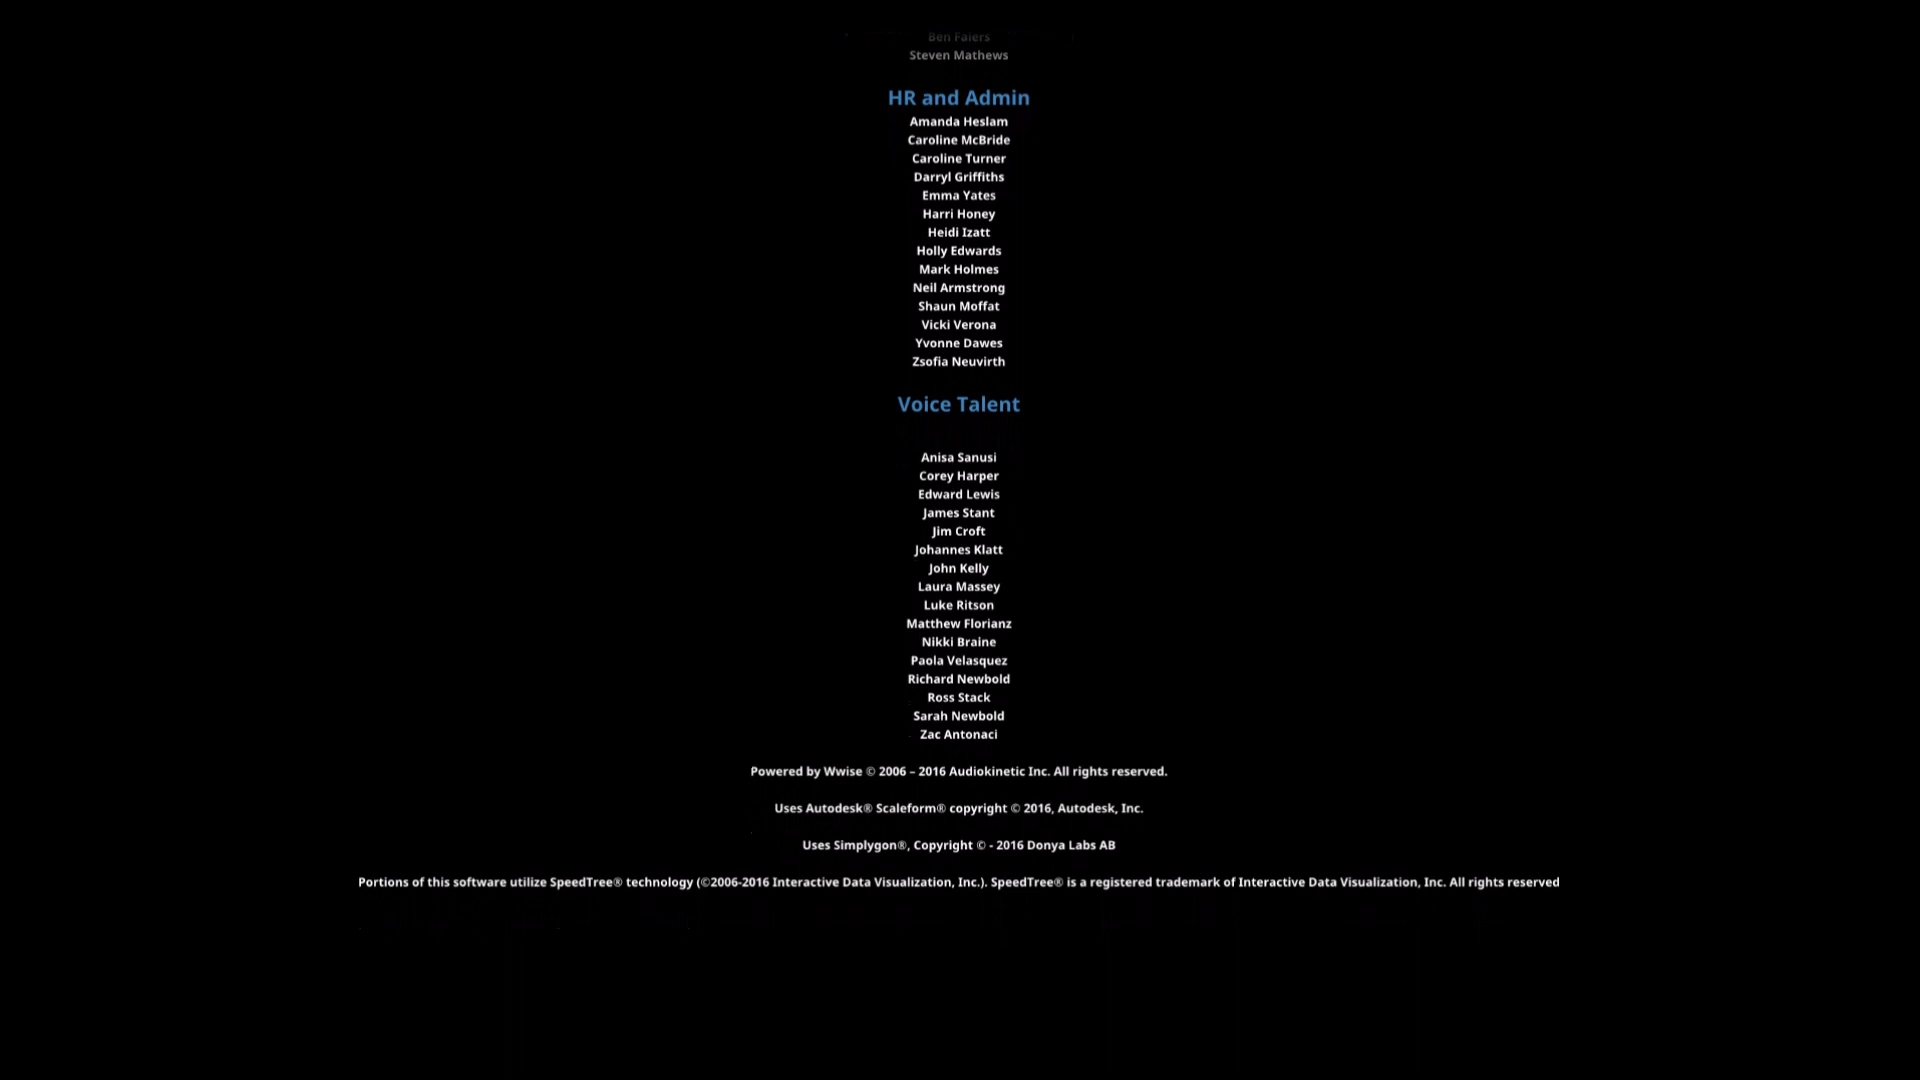 Ben Faiers
Steven Mathews
HR and Admin
Amanda Heslam
Caroline McBride
Caroline Turner
Darryl Griffiths
Emma Yates
Harri Honey
Heidi Izatt
Holly Edwards
Mark Holmes
Neil Armstrong
Shaun Moffat
Vicki Verona
Yvonne Dawes
Zsofia Neuvirth
Voice Talent
Anisa Sanusi
Corey Harper
Edward Lewis
James Stant
Jim Croft
Johannes Klatt
John Kelly
Laura Massey
Luke Ritson
Matthew Florianz
Nikki Braine
Paola Velasquez
Richard Newbold
Ross Stack
Sarah Newbold
Zac Antonaci
Powered by Wwise © 2006 – 2016 Audiokinetic Inc. All rights reserved.
Uses Autodesk® Scaleform® copyright © 2016, Autodesk, Inc.
Uses Simplygon®, Copyright © - 2016 Donya Labs AB
Portions of this software utilize SpeedTree® technology (©2006-2016 Interactive Data Visualization, Inc.). SpeedTree® is a registered trademark of Interactive Data Visualization, Inc. All rights reserved